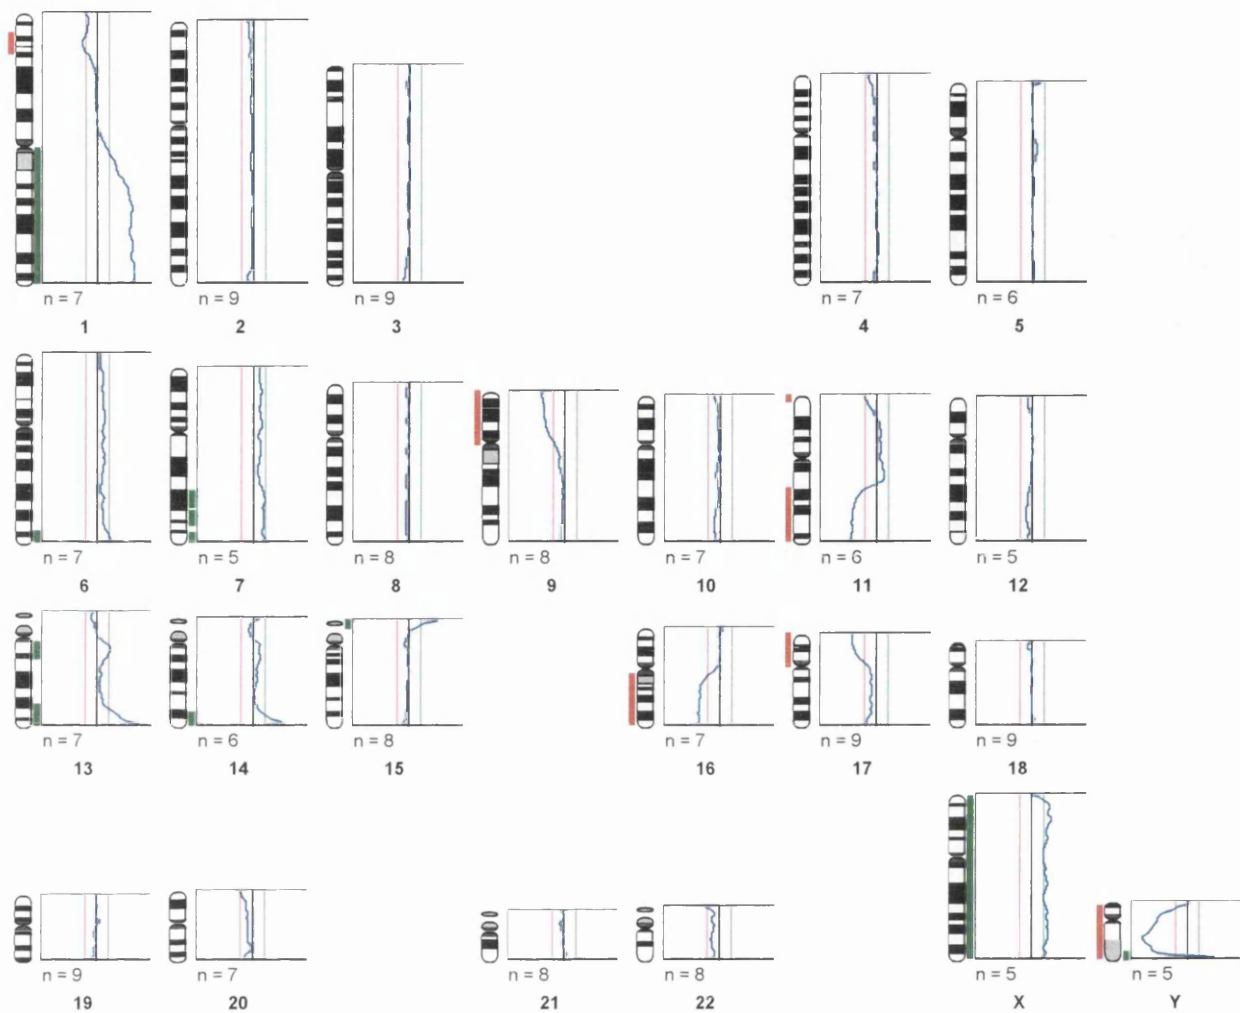 n = 7
n = 9
n = 9
n = 7
n = 6
1
2
3
4
5
n = 7
n = 5
n = 8
n = 8
n = 7
n = 6
n = 5
6
7
8
9
10
11
12
n = 7
n = 6
n = 8
n = 7
n = 9
n = 9
13
14
15
16
17
18
n = 9
n = 7
n = 8
n = 8
n = 5
n = 5
19
20
21
22
X
Y